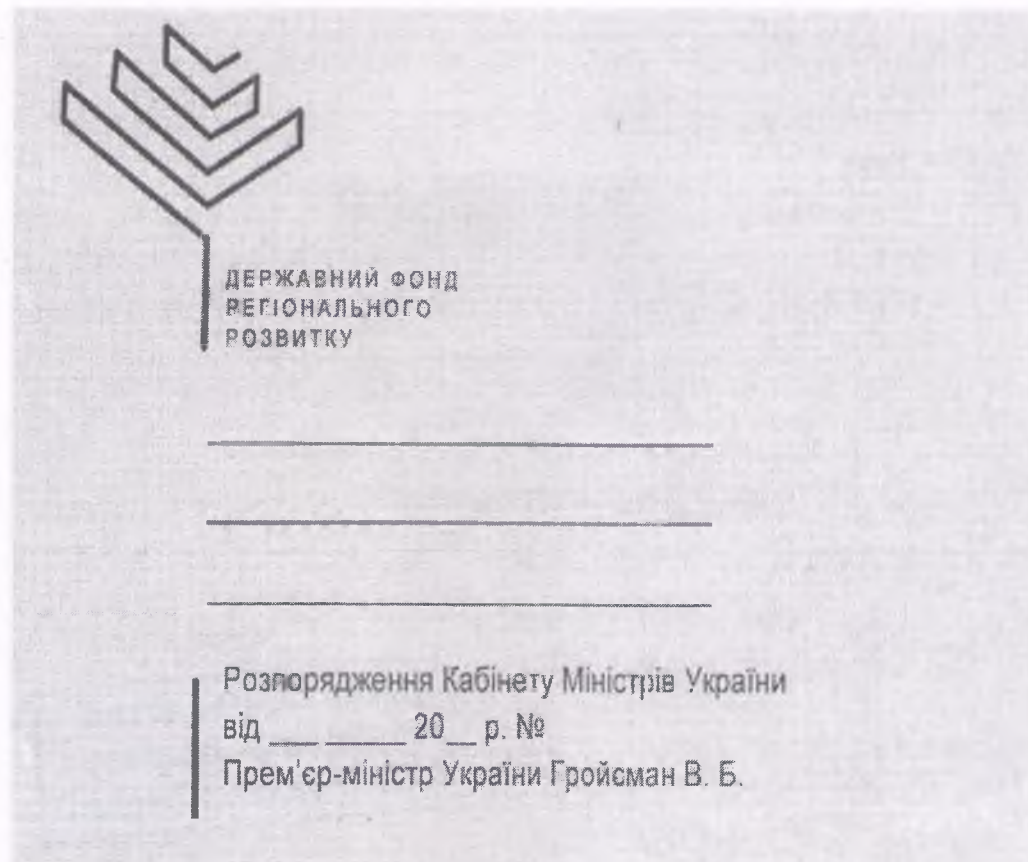 ДЕРЖАВНИЙ ФОНД
РЕГІОНАЛЬНОГО
РОЗВИТКУ
Розпорядження Кабінету Міністрів України
від ___ _____ 20__ р. №
Прем’єр-міністр України Гройсман В. Б.